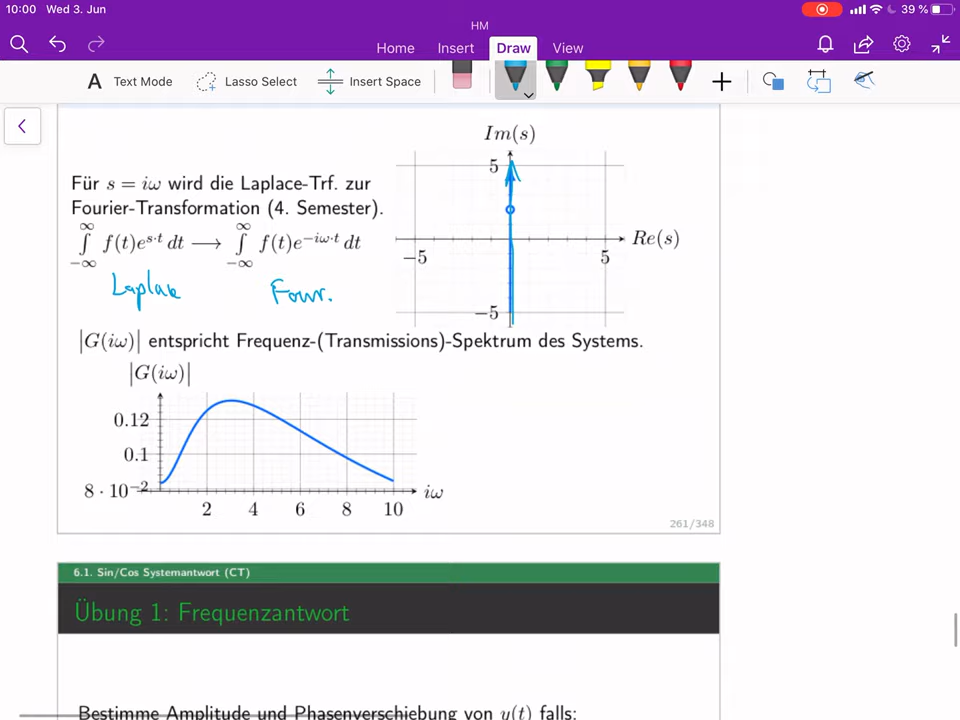 10:00 Wed 3. Jun
39 %
HM
Home Insert Draw View
A Text Mode Lasso Select Insert Space
Im(s)
5
Für s = iω wird die Laplace-Trf. zur
Fourier-Transformation (4. Semester).
∞ ∞
∫ f(t)e^{s·t} dt ⟶ ∫ f(t)e^{−iω·t} dt
−∞ −∞
−5 5 Re(s)
Laplace Four.
−5
|G(iω)| entspricht Frequenz-(Transmissions)-Spektrum des Systems.
|G(iω)|
0.12
0.1
8 · 10^{−2}
iω
2 4 6 8 10
261/348
6.1. Sin/Cos Systemantwort (CT)
Übung 1: Frequenzantwort
Bestimme Amplitude und Phasenverschiebung von y(t) falls: